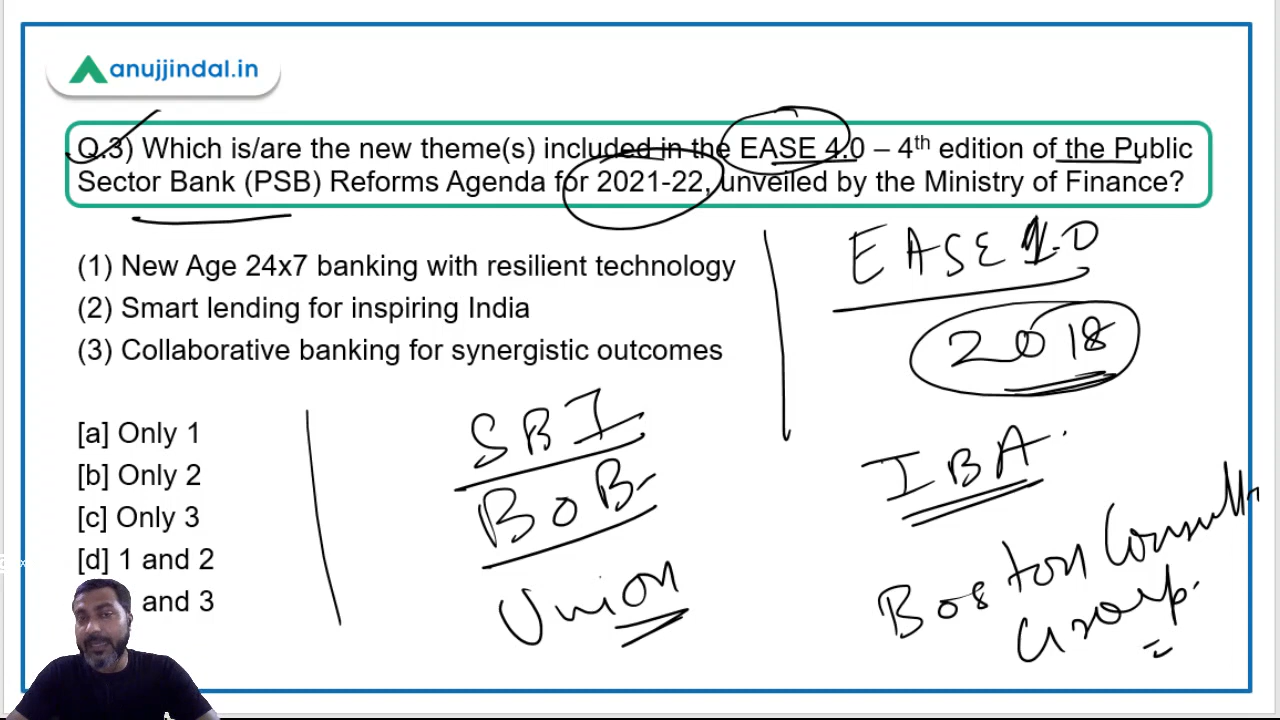 anujjindal.in
Q.3) Which is/are the new theme(s) included in the EASE 4.0 – 4th edition of the Public
Sector Bank (PSB) Reforms Agenda for 2021-22, unveiled by the Ministry of Finance?
(1) New Age 24x7 banking with resilient technology
(2) Smart lending for inspiring India
(3) Collaborative banking for synergistic outcomes
[a] Only 1
[b] Only 2
[c] Only 3
[d] 1 and 2
and 3
SBI
BOB
Union
EASE 1.0
2018
IBA
Boston
Group